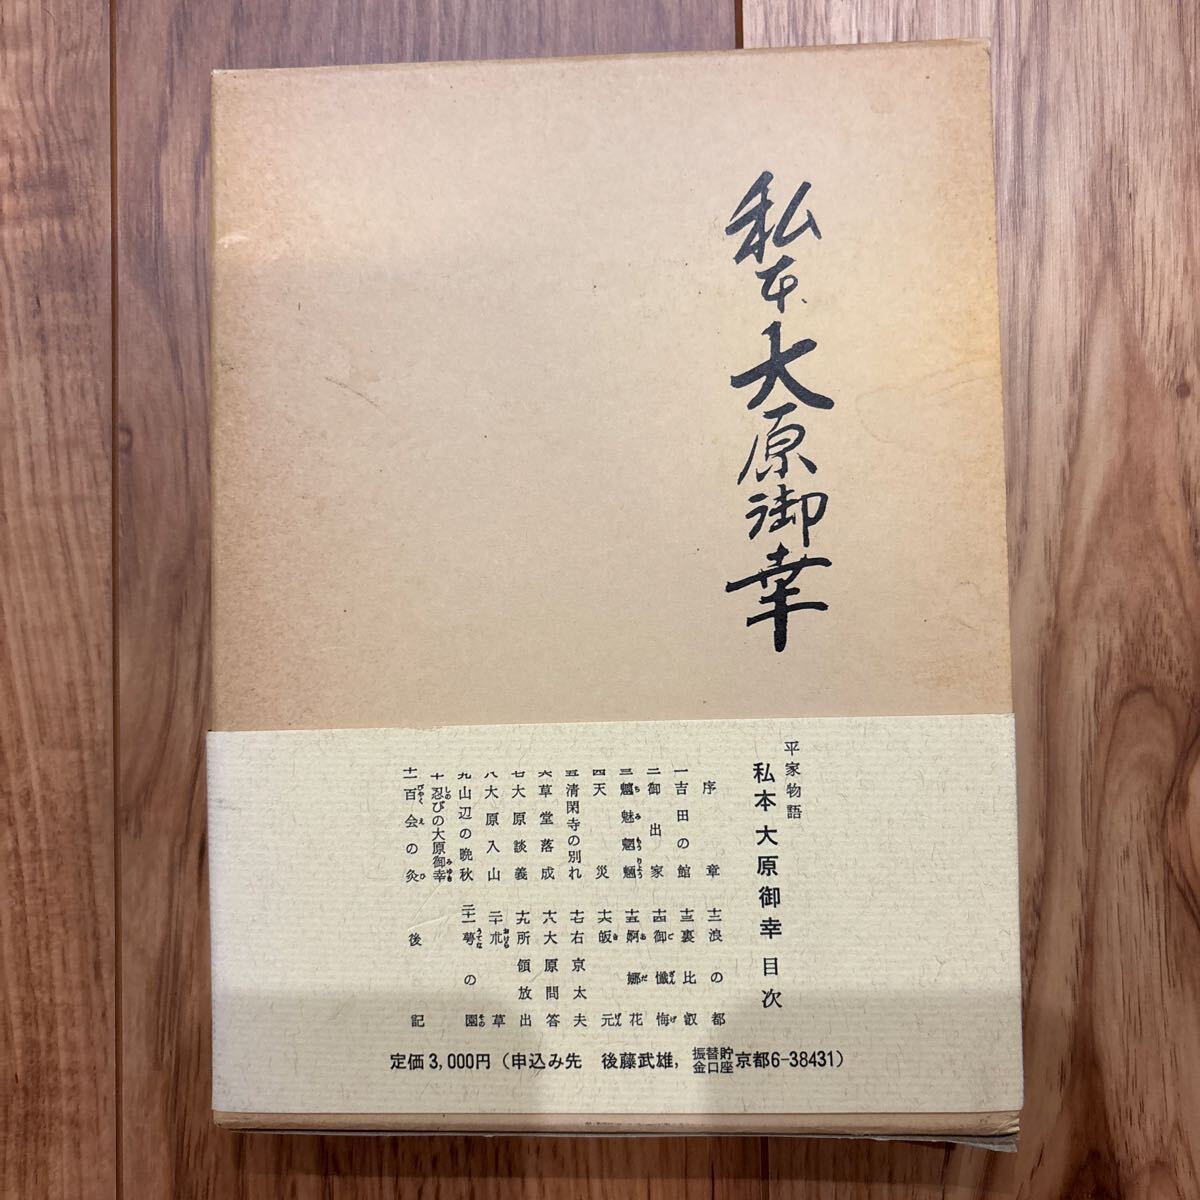 私本大原御幸
平家物語
私本 大原御幸 目次
序章
一 吉田の館
二 御出家
三 魑魅魍魎
四 天災
五 清閑寺の別れ
六 草堂落成
七 大原談義
八 大原入山
九 山辺の晩秋
十 忍びの大原御幸
十一 百会の灸
十二 浪の都
十三 裏比叡
十四 御懺悔
十五 婀娜花
十六 皈元
十七 右京太夫
十八 大原問答
十九 所領放出
二十 朮草
二十一 萼の園
後記
定価3,000円（申込み先　後藤武雄，振替貯金口座京都6-38431）